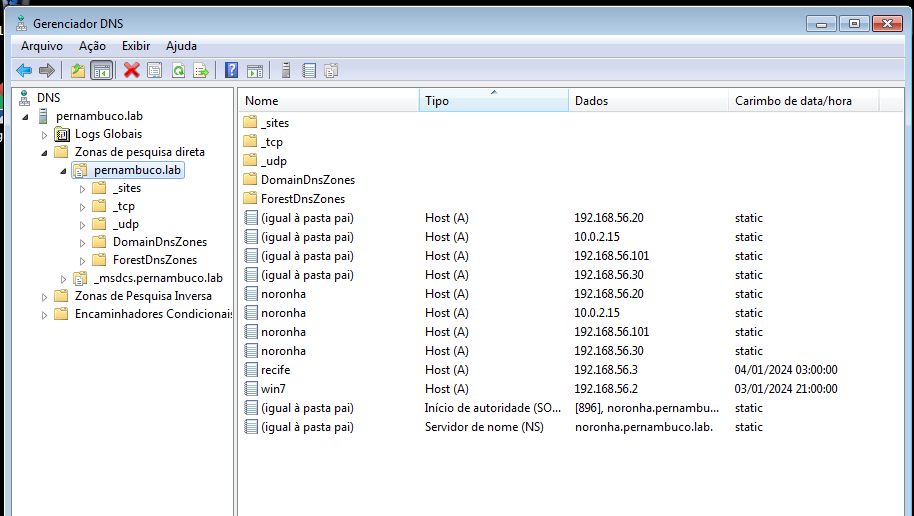 Gerenciador DNS
Arquivo Ação Exibir Ajuda
DNS
pernambuco.lab
Logs Globais
Zonas de pesquisa direta
pernambuco.lab
_sites
_tcp
_udp
DomainDnsZones
ForestDnsZones
_msdcs.pernambuco.lab
Zonas de Pesquisa Inversa
Encaminhadores Condicionais
Nome Tipo Dados Carimbo de data/hora
_sites
_tcp
_udp
DomainDnsZones
ForestDnsZones
(igual à pasta pai) Host (A) 192.168.56.20 static
(igual à pasta pai) Host (A) 10.0.2.15 static
(igual à pasta pai) Host (A) 192.168.56.101 static
(igual à pasta pai) Host (A) 192.168.56.30 static
noronha Host (A) 192.168.56.20 static
noronha Host (A) 10.0.2.15 static
noronha Host (A) 192.168.56.101 static
noronha Host (A) 192.168.56.30 static
recife Host (A) 192.168.56.3 04/01/2024 03:00:00
win7 Host (A) 192.168.56.2 03/01/2024 21:00:00
(igual à pasta pai) Início de autoridade (SO... [896], noronha.pernambu... static
(igual à pasta pai) Servidor de nome (NS) noronha.pernambuco.lab. static